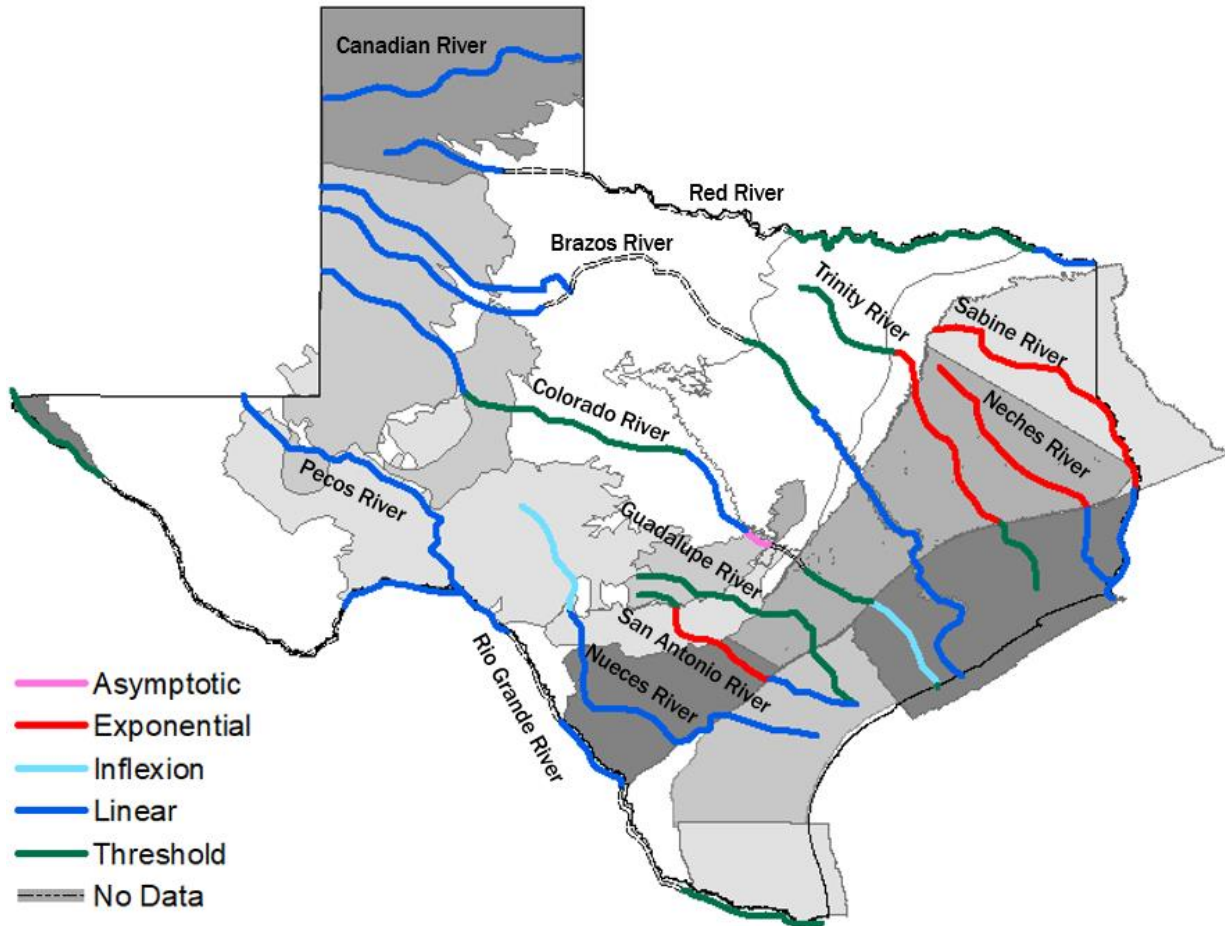 Canadian River
Red River
Brazos River
Trinity River
Sabine River
Neches River
Colorado River
Pecos River
Guadalupe River
San Antonio River
Nueces River
Rio Grande River
Asymptotic
Exponential
Inflexion
Linear
Threshold
No Data